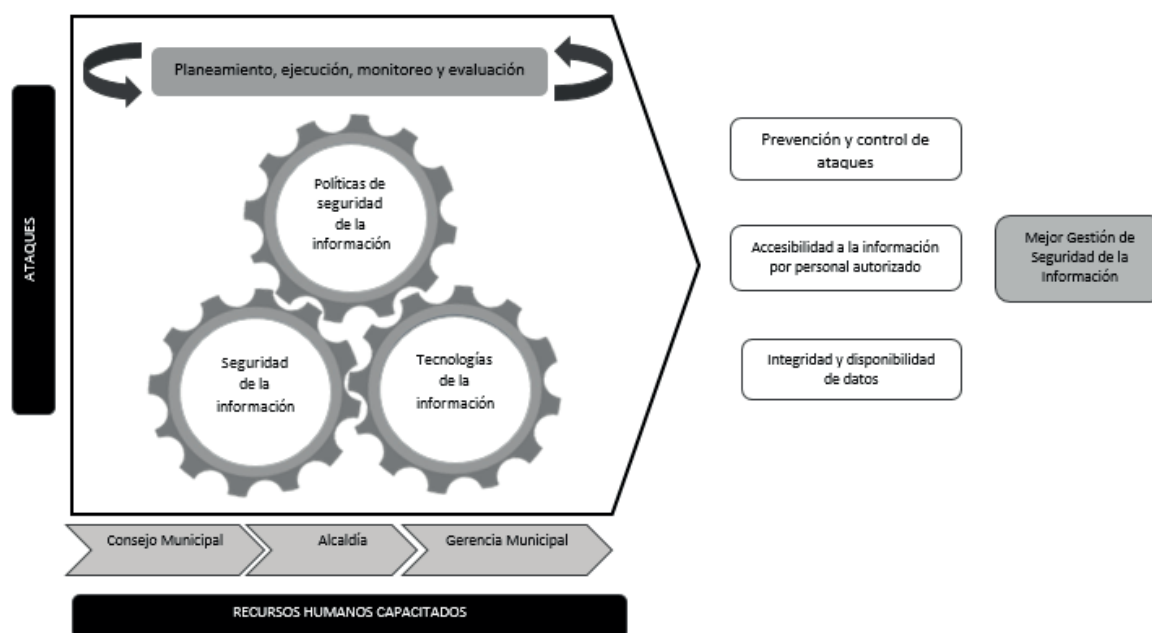 Planeamiento, ejecución, monitoreo y evaluación
ATAQUES
Políticas de
seguridad
de la
información
Seguridad
de la
información
Tecnologías
de la
información
Prevención y control de
ataques
Accesibilidad a la información
por personal autorizado
Integridad y disponibilidad
de datos
Mejor Gestión de
Seguridad de la
Información
Consejo Municipal
Alcaldía
Gerencia Municipal
RECURSOS HUMANOS CAPACITADOS